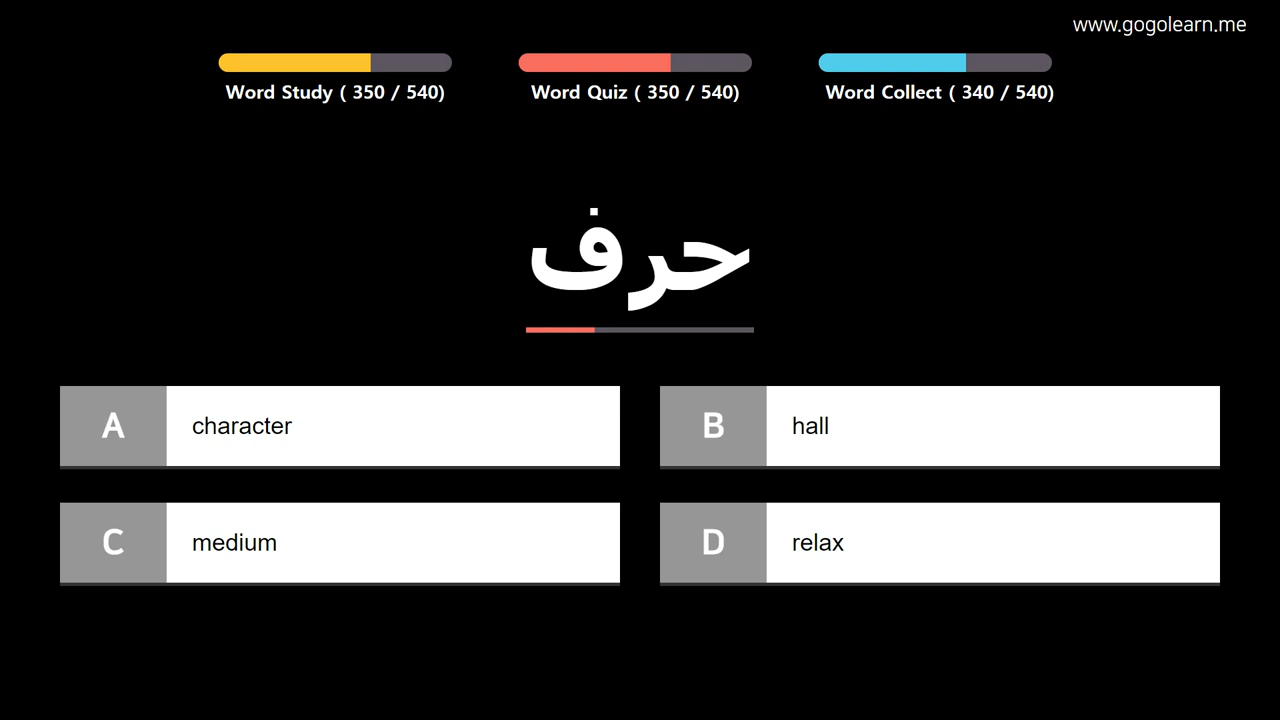 www.gogolearn.me
Word Study ( 350 / 540)
Word Quiz ( 350 / 540)
Word Collect ( 340 / 540)
حرف
A character
B hall
C medium
D relax